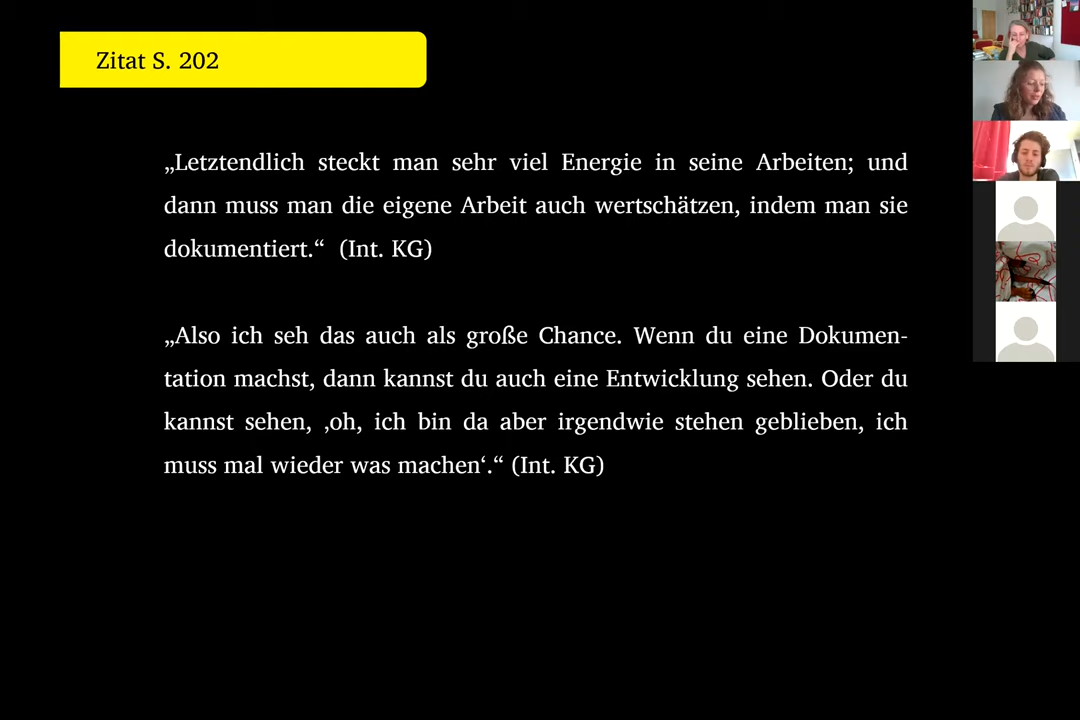 Zitat S. 202
„Letztendlich steckt man sehr viel Energie in seine Arbeiten; und
dann muss man die eigene Arbeit auch wertschätzen, indem man sie
dokumentiert.“ (Int. KG)
„Also ich seh das auch als große Chance. Wenn du eine Dokumen-
tation machst, dann kannst du auch eine Entwicklung sehen. Oder du
kannst sehen, ‚oh, ich bin da aber irgendwie stehen geblieben, ich
muss mal wieder was machen‘.“ (Int. KG)